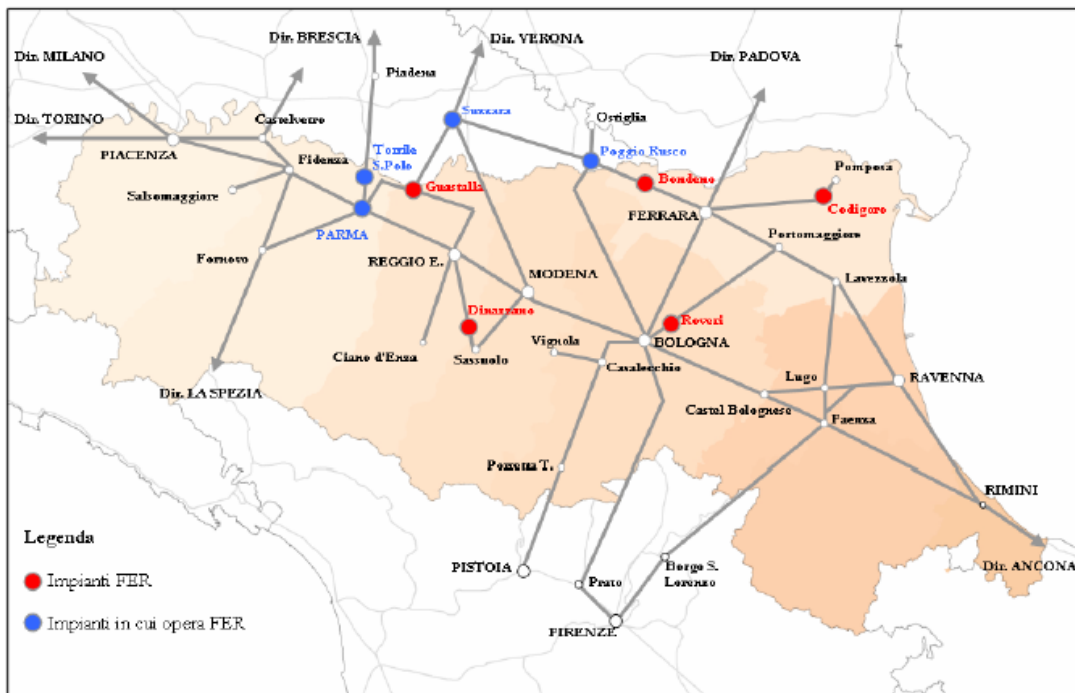 Dir. BRESCIA
Dir. VERONA
Dir. MILANO
Piadena
Dir. PADOVA
Dir. TORINO
Castelvetro
Suzzara
Ostiglia
PIACENZA
Fidenza
Torrile
S.Polo
Poggio Rusco
Pomposa
Salsomaggiore
Guastalla
Bondeno
Codigoro
PARMA
FERRARA
Portomaggiore
Fornovo
REGGIO E.
MODENA
Lavezzola
Dinazzano
Roveri
Ciano d'Enza
Sassuolo
Vignola
BOLOGNA
Casalecchio
Dir. LA SPEZIA
Lugo
RAVENNA
Castel Bolognese
Faenza
Porretta T.
RIMINI
Legenda
Impianti FER
Impianti in cui opera FER
PISTOIA
Prato
Borgo S.
Lorenzo
Dir. ANCONA
FIRENZE